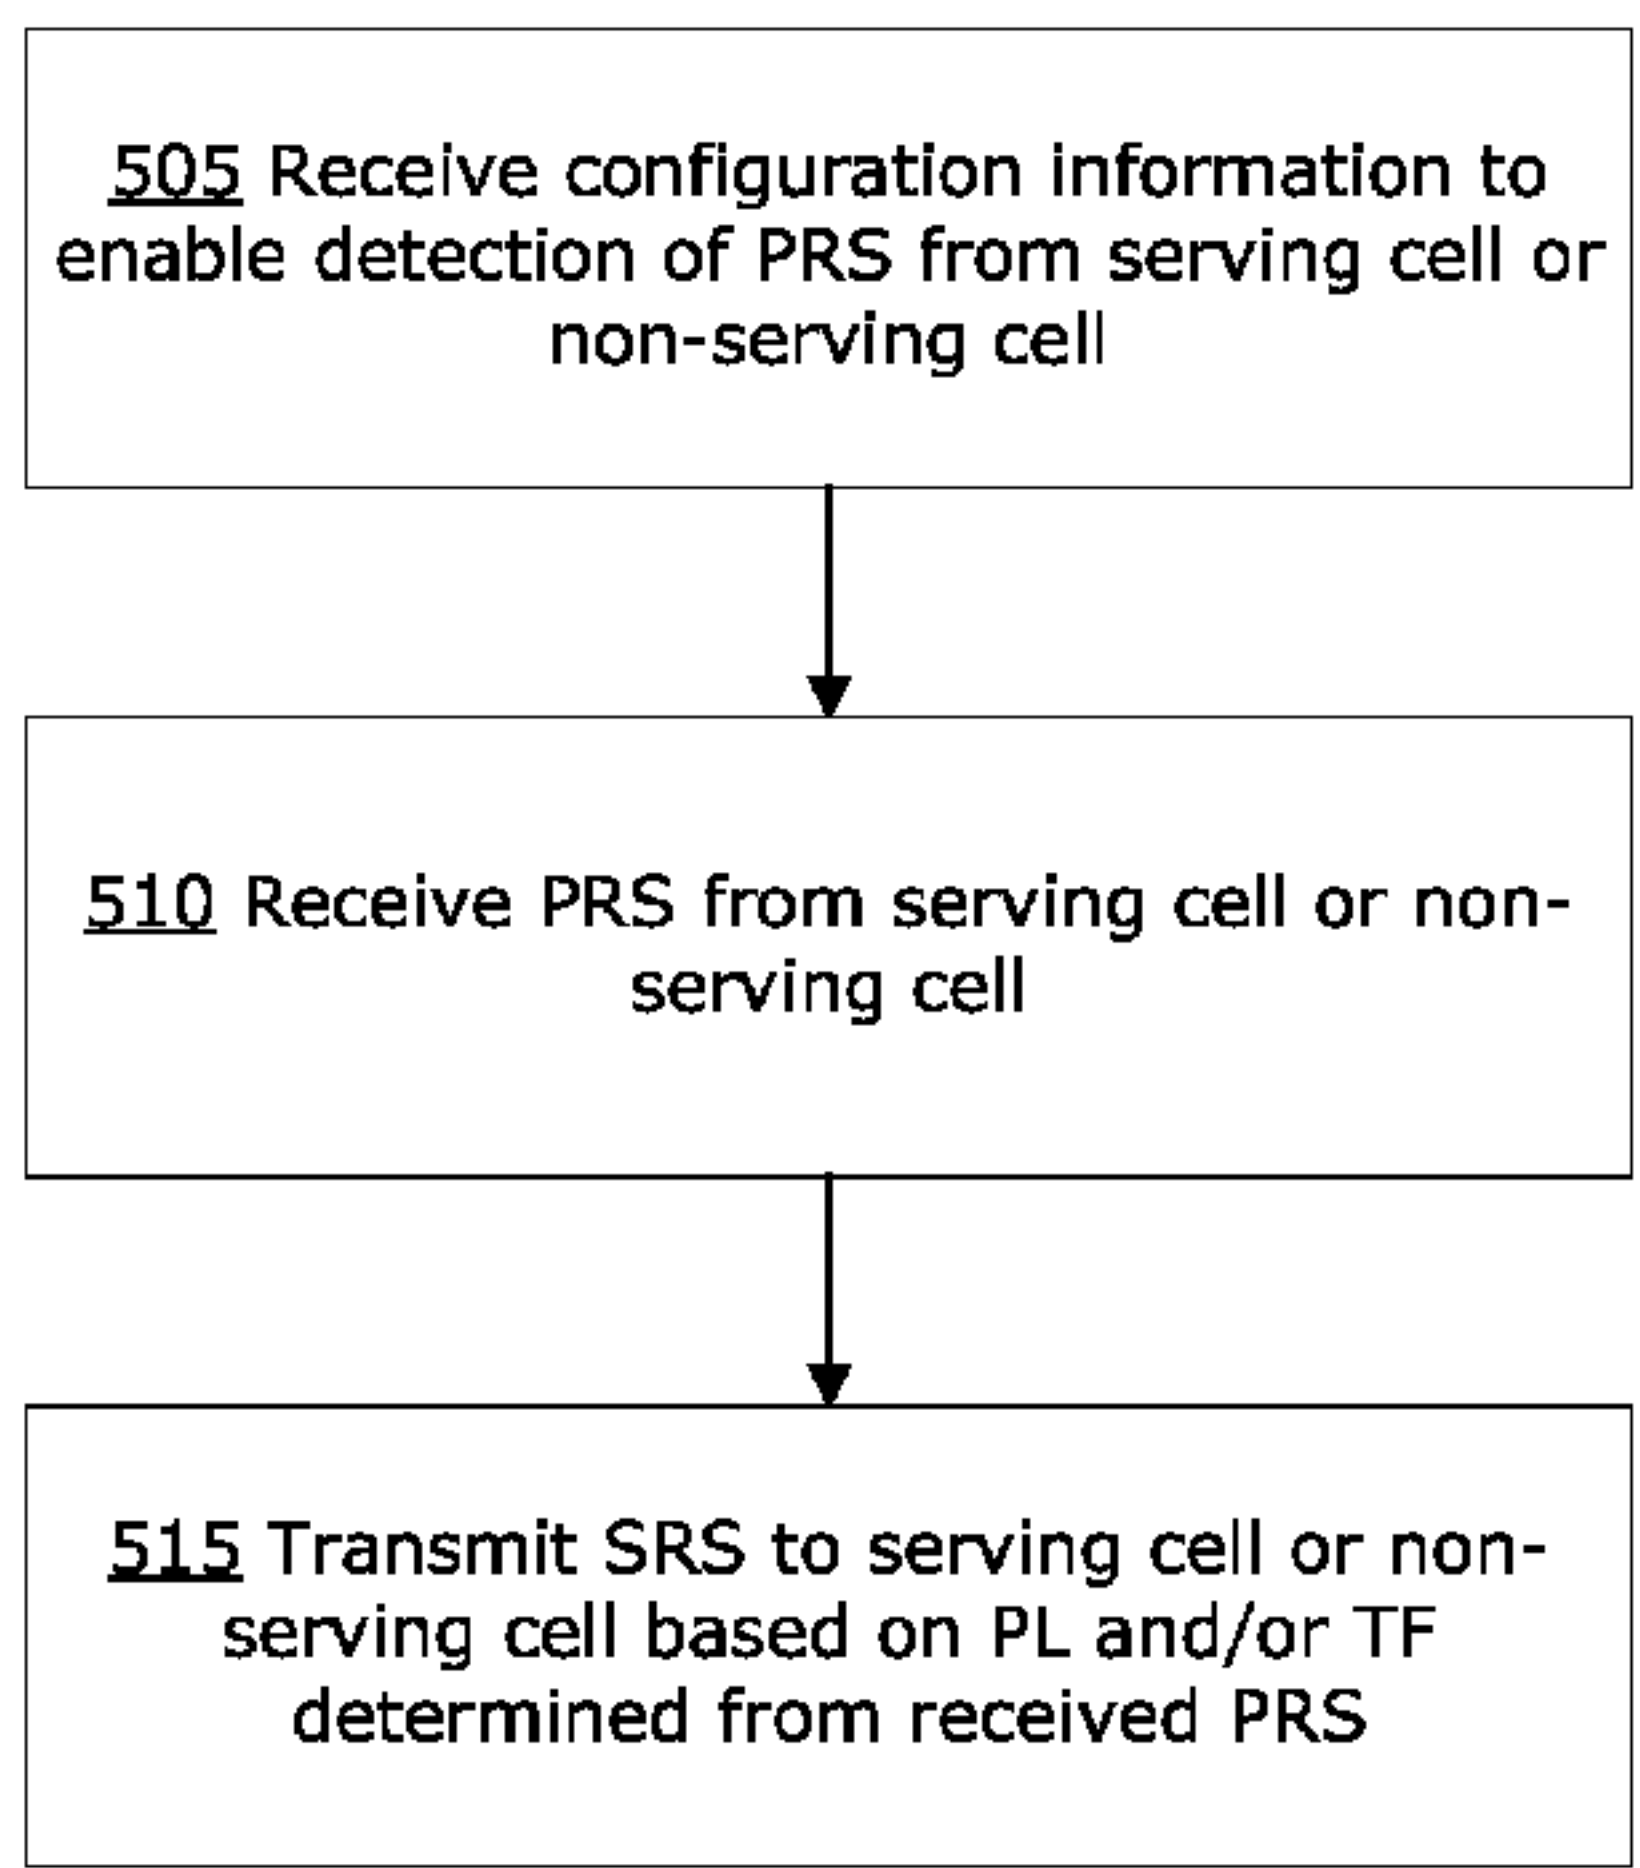 505 Receive configuration information to
enable detection of PRS from serving cell or
non-serving cell
510 Receive PRS from serving cell or non-
serving cell
515 Transmit SRS to serving cell or non-
serving cell based on PL and/or TF
determined from received PRS